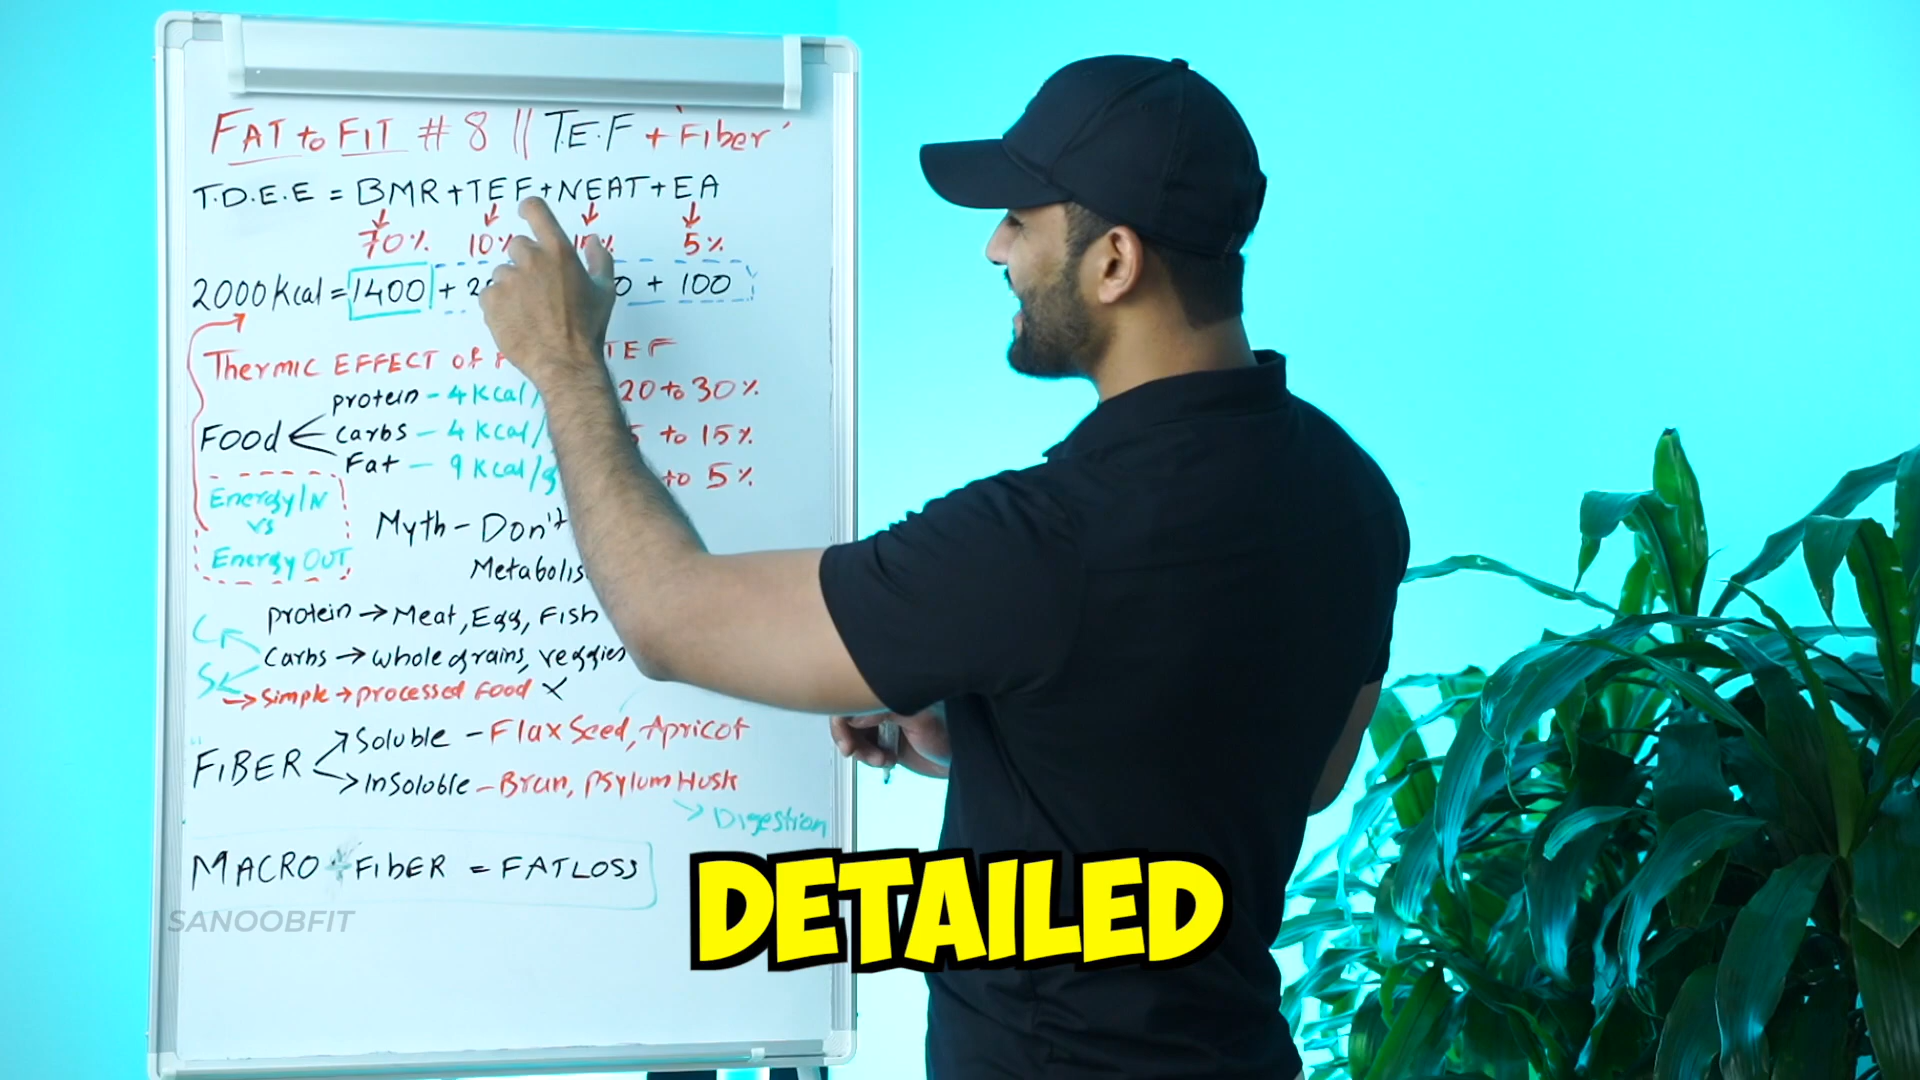 FAT to FIT # 8 || T.E.F + 'Fiber'
T.D.E.E = BMR + TEF + NEAT + EA
70% 10% 15% 5%
2000 Kcal = 1400 + + 100
Thermic EFFECT of TEF
protein - 4 Kcal/ 20 to 30%
Food carbs - 4 Kcal/ to 15%
Fat - 9 Kcal/g to 5%
Energy IN
vs
Energy OUT
Myth - Don't
protein → Meat, Egg, Fish
C
Carbs → whole grains, veggies
S
→ Simple → processed food X
FIBER Soluble - Flax Seed, Apricot
Insoluble - Bran, Psylum Husk
→ Digestion
MACRO + FIBER = FATLOSS
SANOOBFIT
DETAILED